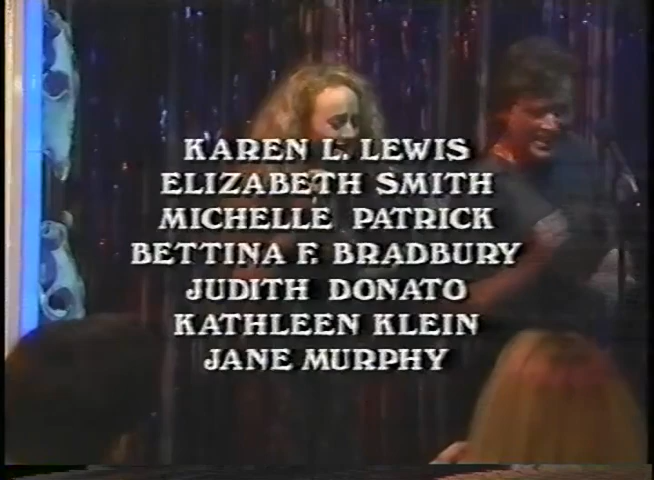 KAREN L. LEWIS
ELIZABETH SMITH
MICHELLE PATRICK
BETTINA F. BRADBURY
JUDITH DONATO
KATHLEEN KLEIN
JANE MURPHY